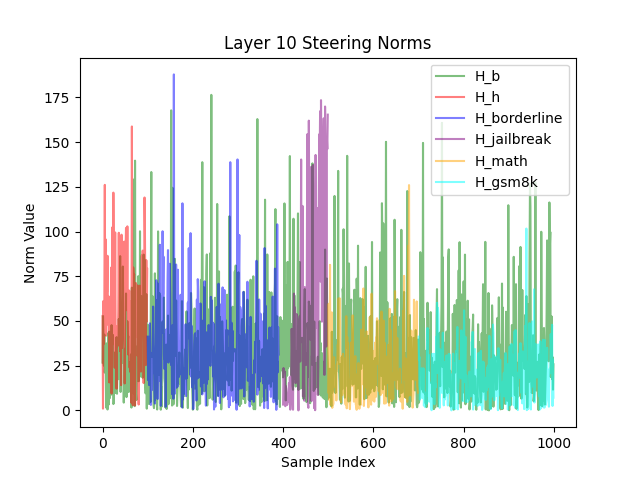 Layer 10 Steering Norms
Norm Value
175
150
125
100
75
50
25
0
0
200
400
600
800
1000
Sample Index
H_b
H_h
H_borderline
H_jailbreak
H_math
H_gsm8k